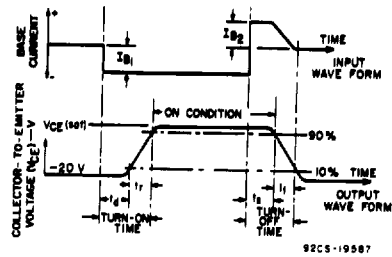 BASE
CURRENT
-
+
IB1
IB2
TIME
INPUT
WAVE FORM
COLLECTOR-TO-EMITTER
VOLTAGE (VCE)—V
VCE(sat)
ON CONDITION
90%
-20 V
10% TIME
td
tr
ts
tf
OUTPUT
WAVE FORM
TURN-ON
TIME
TURN-
OFF
TIME
92CS-19587